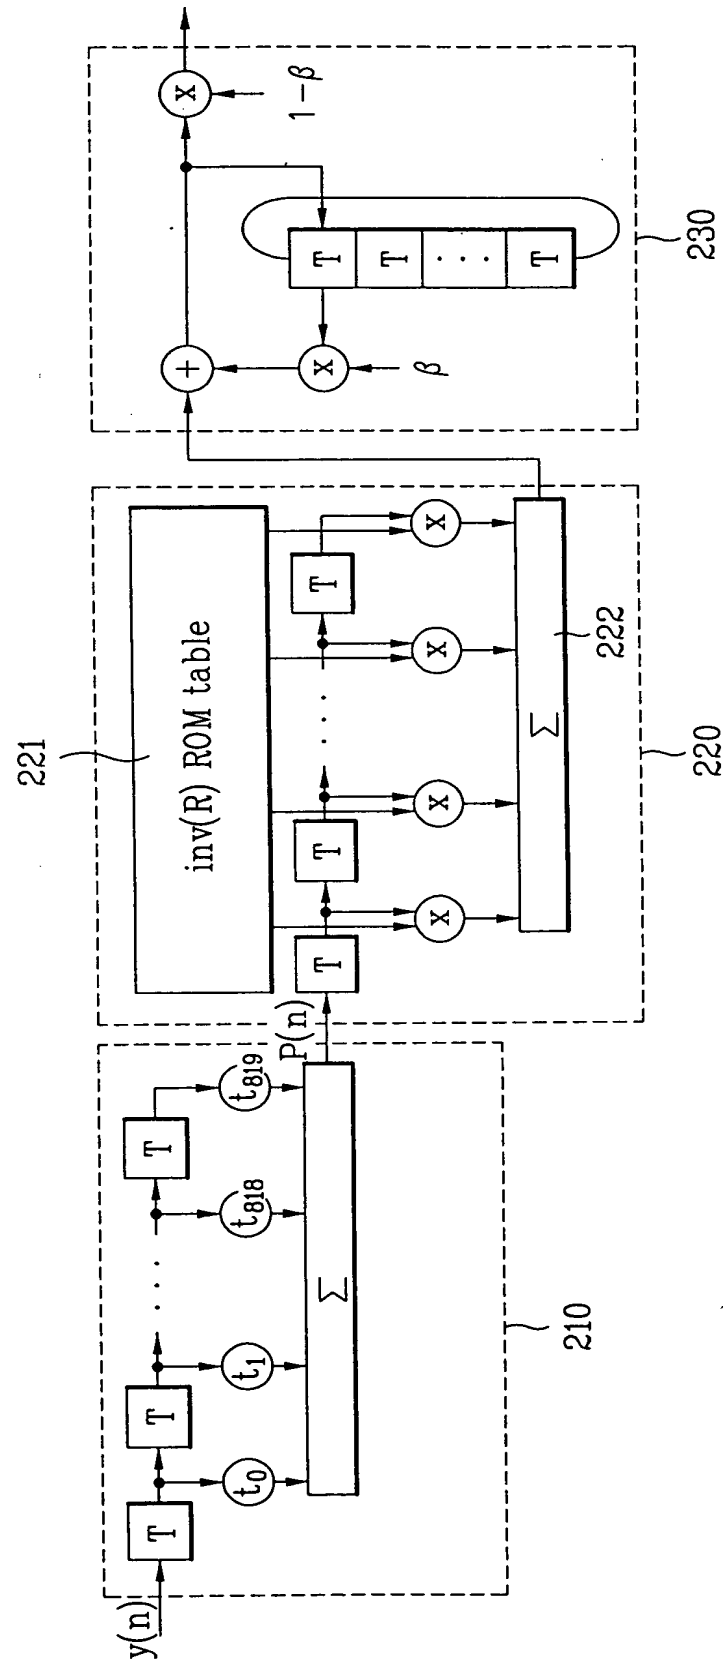 y(n)
T
T
. . .
T
t0
t1
t818
t819
Σ
210
P(n)
221
inv(R) ROM table
T
T
. . .
T
X
X
X
X
Σ
222
220
+
X
β
T
T
. . .
T
X
1−β
230